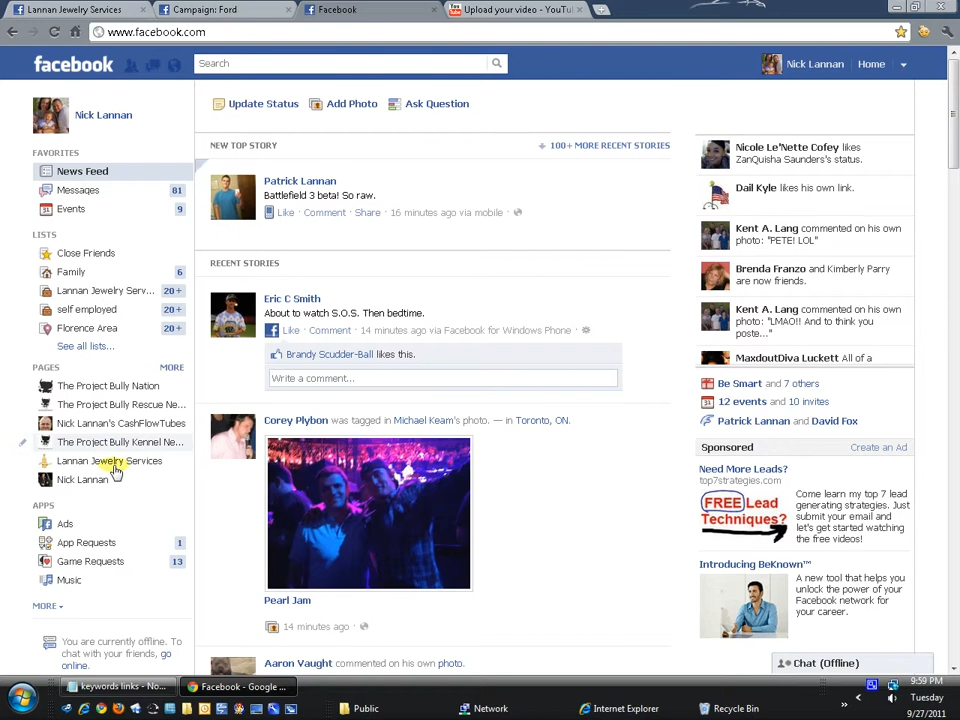 Lannan Jewelry Services
Campaign: Ford
Facebook
Upload your video - YouTu
www.facebook.com
facebook
Search
Nick Lannan
Home
Nick Lannan
FAVORITES
News Feed
Messages
81
Events
9
LISTS
Close Friends
Family
6
Lannan Jewelry Serv...
20+
self employed
20+
Florence Area
20+
See all lists...
PAGES
MORE
The Project Bully Nation
The Project Bully Rescue Ne...
Nick Lannan's CashFlowTubes
The Project Bully Kennel Ne...
Lannan Jewelry Services
Nick Lannan
APPS
Ads
App Requests
1
Game Requests
13
Music
MORE
You are currently offline. To
chat with your friends, go
online.
Update Status
Add Photo
Ask Question
NEW TOP STORY
100+ MORE RECENT STORIES
Patrick Lannan
Battlefield 3 beta! So raw.
Like · Comment · Share · 16 minutes ago via mobile ·
RECENT STORIES
Eric C Smith
About to watch S.O.S. Then bedtime.
Like · Comment · 14 minutes ago via Facebook for Windows Phone ·
Brandy Scudder-Ball likes this.
Write a comment...
Corey Plybon was tagged in Michael Keam's photo. — in Toronto, ON.
Pearl Jam
14 minutes ago ·
Aaron Vaught commented on his own photo.
Nicole Le'Nette Cofey likes
ZanQuisha Saunders's status.
Dail Kyle likes his own link.
Kent A. Lang commented on his own
photo: "PETE! LOL"
Brenda Franzo and Kimberly Parry
are now friends.
Kent A. Lang commented on his own
photo: "LMAO!! And to think you
poste..."
MaxdoutDiva Luckett All of a
Be Smart and 7 others
12 events and 10 invites
Patrick Lannan and David Fox
Sponsored
Create an Ad
Need More Leads?
top7strategies.com
FREE Lead
Techniques?
Come learn my top 7 lead
generating strategies. Just
submit your email and
let's get started watching
the free videos!
Introducing BeKnown™
A new tool that helps you
unlock the power of your
Facebook network for
your career.
Chat (Offline)
keywords links - No...
Facebook - Google ...
9:59 PM
Tuesday
9/27/2011
Public
Network
Internet Explorer
Recycle Bin